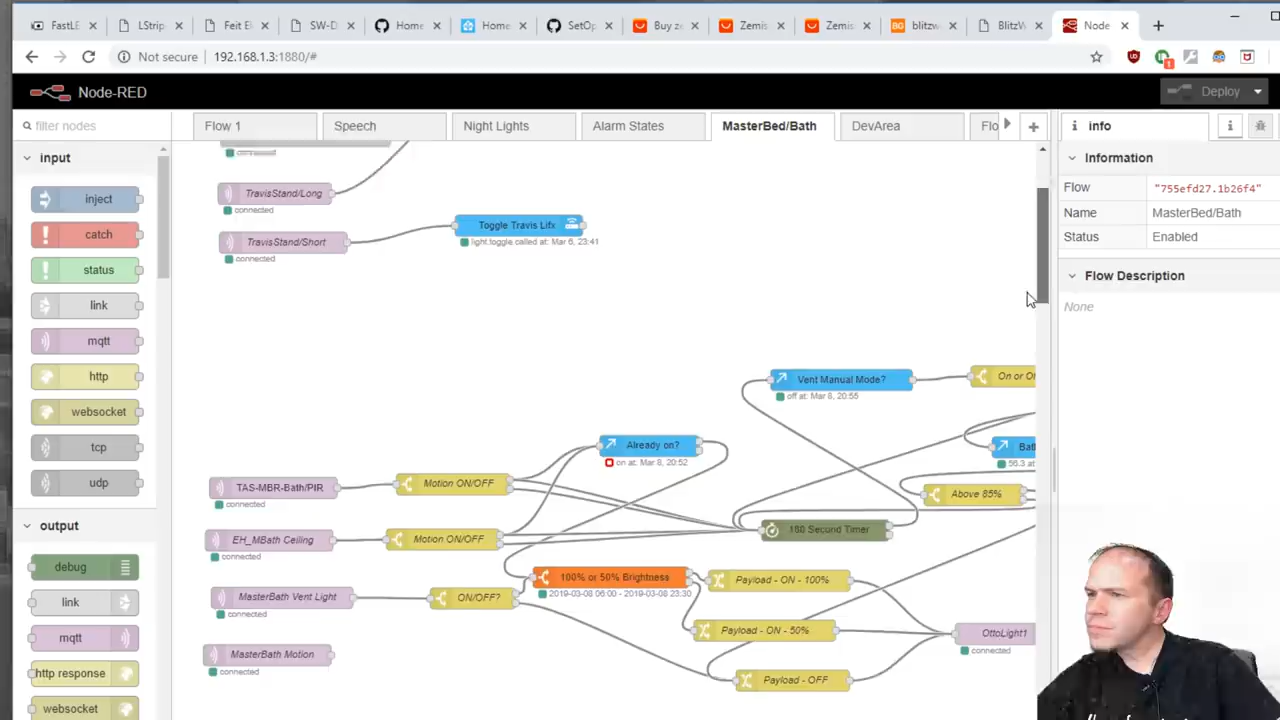 FastLE
LStrip
Feit El
SW-D
Home
Home
SetOp
Buy ze
Zemis
Zemis
blitzw
BlitzW
Node
Not secure
192.168.1.3:1880/#
1
Node-RED
Deploy
filter nodes
Flow 1
Speech
Night Lights
Alarm States
MasterBed/Bath
DevArea
Flo
info
input
inject
catch
status
link
mqtt
http
websocket
tcp
udp
output
debug
link
mqtt
http response
websocket
TravisStand/Long
connected
TravisStand/Short
connected
Toggle Travis Lifx
light.toggle called at: Mar 6, 23:41
Vent Manual Mode?
off at: Mar 8, 20:55
On or Of
Already on?
on at: Mar 8, 20:52
Bat
56.3 at
Above 85%
TAS-MBR-Bath/PIR
connected
Motion ON/OFF
EH_MBath Ceiling
connected
Motion ON/OFF
180 Second Timer
100% or 50% Brightness
2019-03-08 06:00 - 2019-03-08 23:30
Payload - ON - 100%
MasterBath Vent Light
connected
ON/OFF?
Payload - ON - 50%
OttoLight1
connected
MasterBath Motion
connected
Payload - OFF
Information
Flow
"755efd27.1b26f4"
Name
MasterBed/Bath
Status
Enabled
Flow Description
None